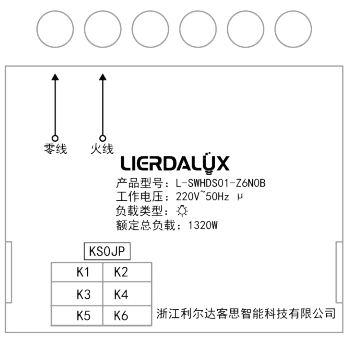 零线 火线
LIERDALUX
产品型号: L-SWHDS01-Z6N0B
工作电压: 220V~50Hz μ
负载类型:
额定总负载: 1320W
KS0JP
K1 K2
K3 K4
K5 K6
浙江利尔达客思智能科技有限公司